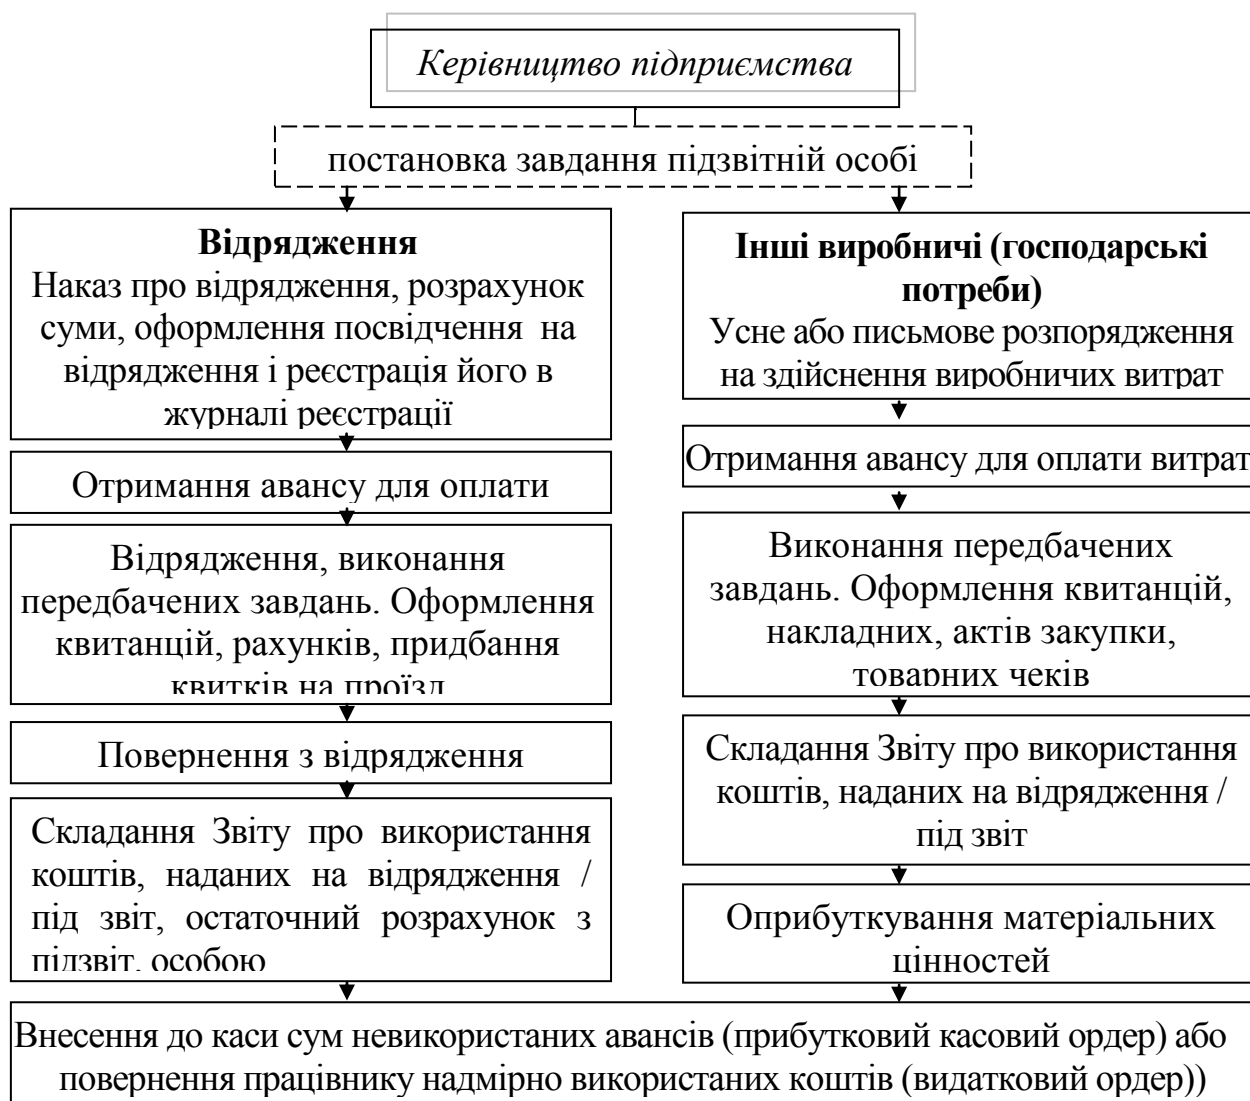 Керівництво підприємства
постановка завдання підзвітній особі
Відрядження
Наказ про відрядження, розрахунок
суми, оформлення посвідчення на
відрядження і реєстрація його в
журналі реєстрації
Отримання авансу для оплати
Відрядження, виконання
передбачених завдань. Оформлення
квитанцій, рахунків, придбання
квитків на проїзд
Повернення з відрядження
Складання Звіту про використання
коштів, наданих на відрядження /
під звіт, остаточний розрахунок з
підзвіт. особою
Інші виробничі (господарські
потреби)
Усне або письмове розпорядження
на здійснення виробничих витрат
Отримання авансу для оплати витрат
Виконання передбачених
завдань. Оформлення квитанцій,
накладних, актів закупки,
товарних чеків
Складання Звіту про використання
коштів, наданих на відрядження /
під звіт
Оприбуткування матеріальних
цінностей
Внесення до каси сум невикористаних авансів (прибутковий касовий ордер) або
повернення працівнику надмірно використаних коштів (видатковий ордер))